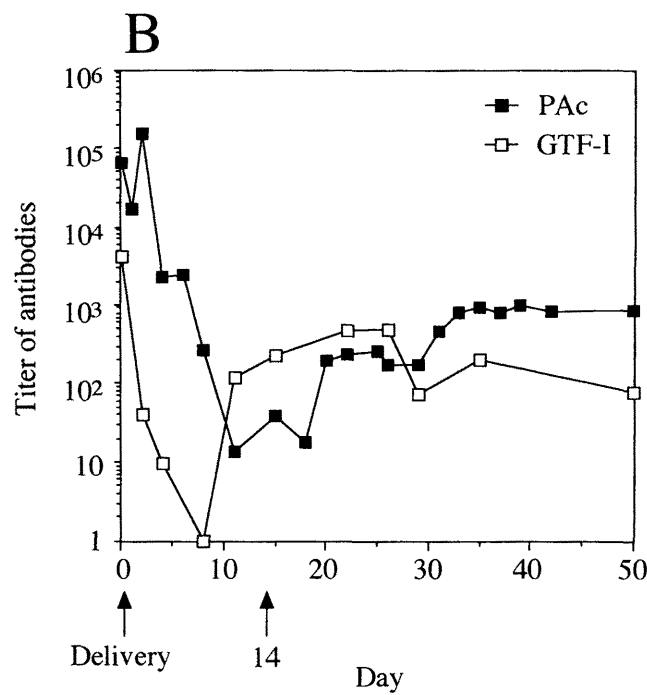 B
PAc
GTF-I
Titer of antibodies
10⁶
10⁵
10⁴
10³
10²
10
1
0 10 20 30 40 50
Delivery 14
Day